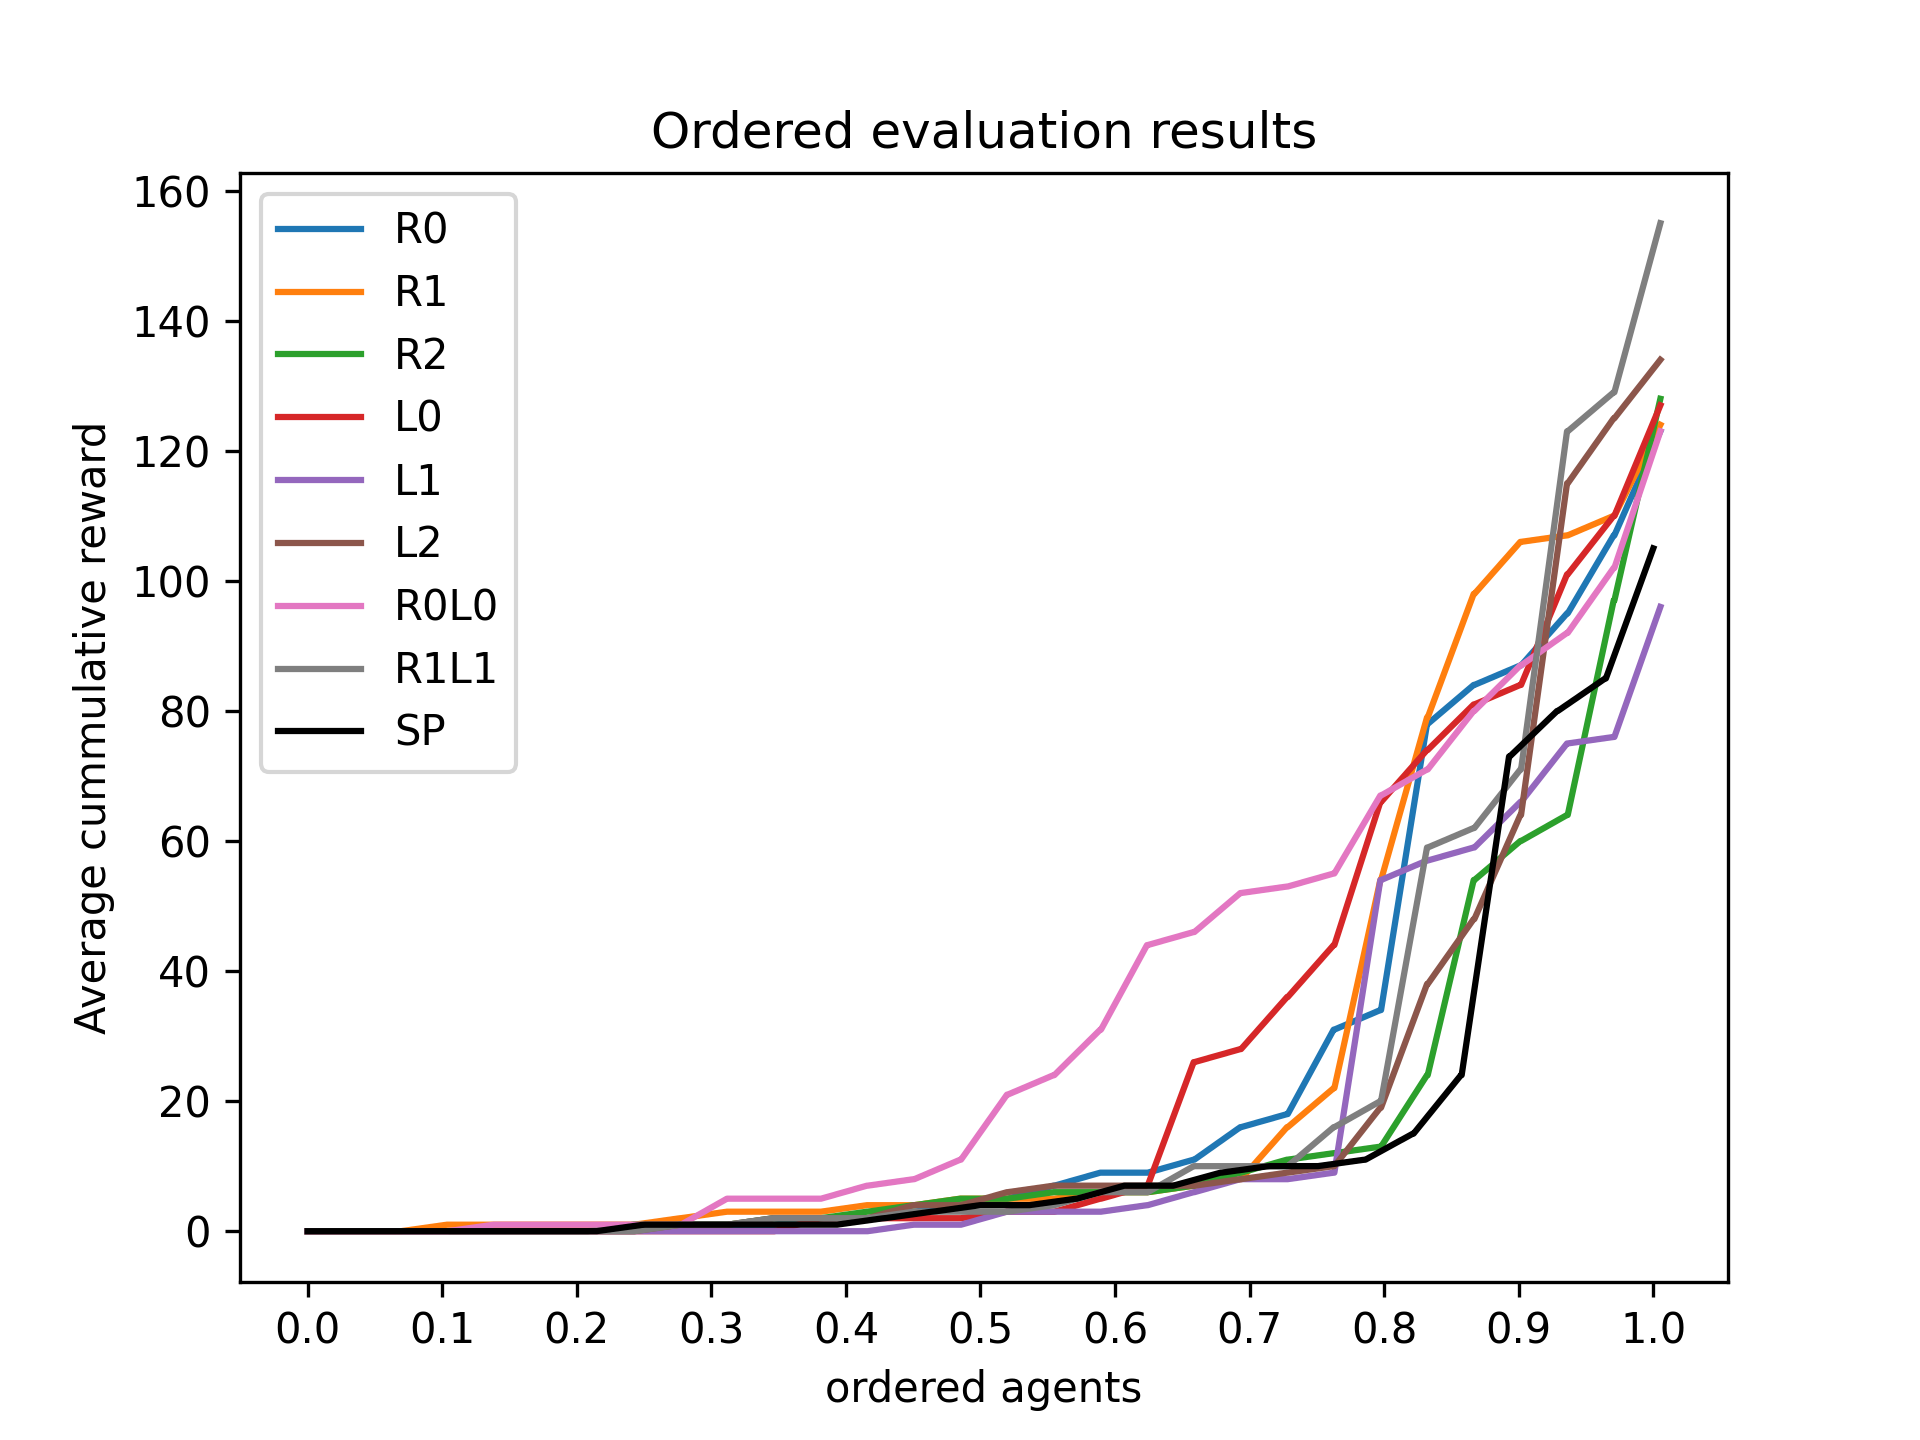 Ordered evaluation results
160
140
120
100
80
60
40
20
0
Average cummulative reward
R0
R1
R2
L0
L1
L2
R0L0
R1L1
SP
0.0 0.1 0.2 0.3 0.4 0.5 0.6 0.7 0.8 0.9 1.0
ordered agents